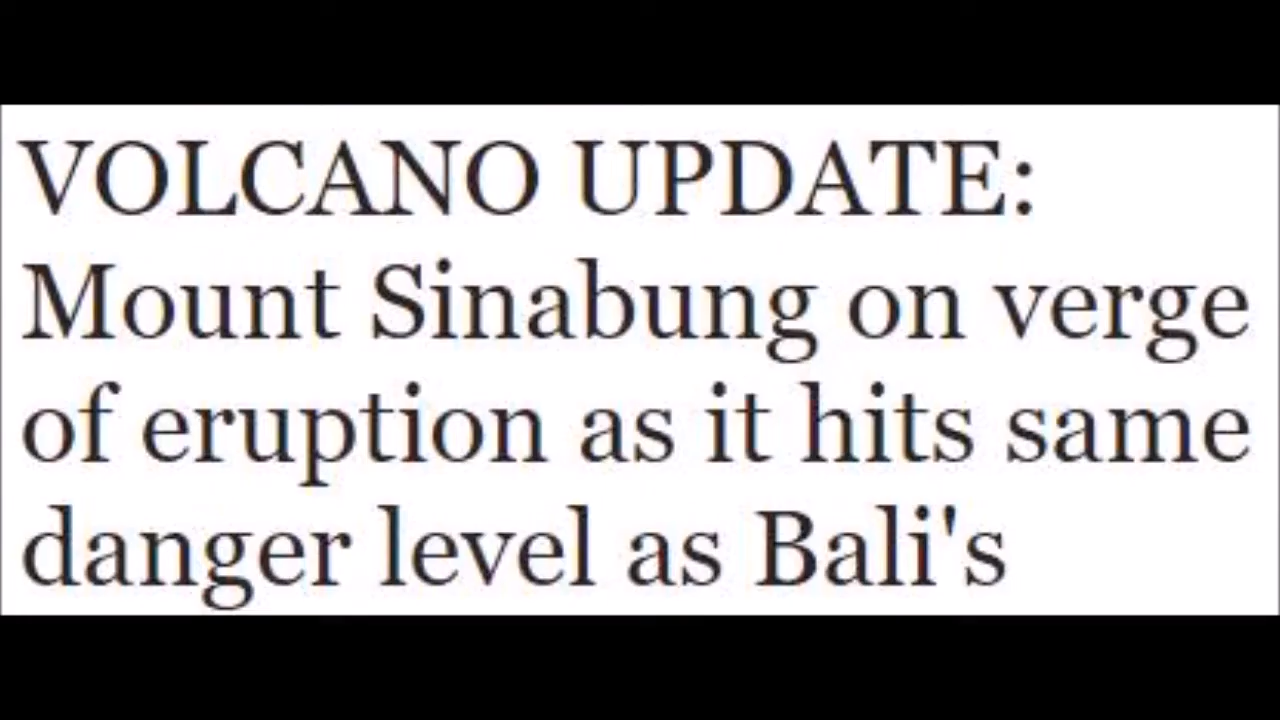 VOLCANO UPDATE:
Mount Sinabung on verge
of eruption as it hits same
danger level as Bali's